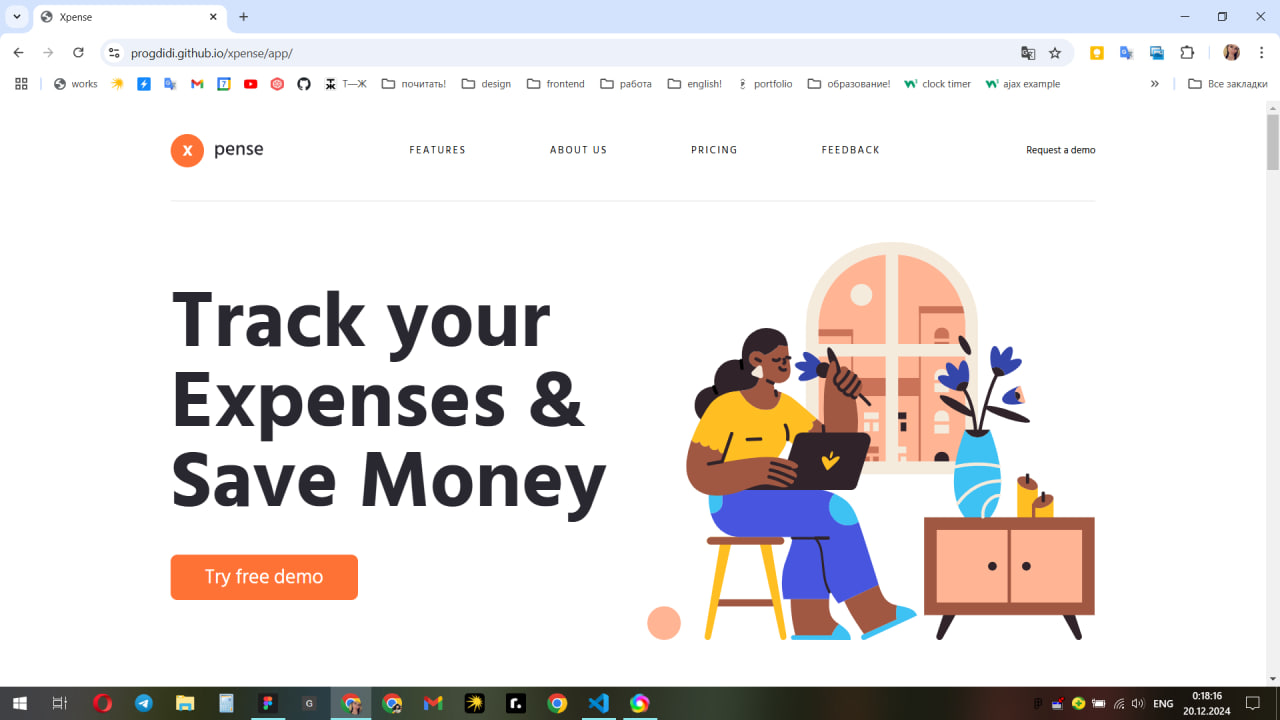 Xpense
progdidi.github.io/xpense/app/
works
T—Ж
почитать!
design
frontend
работа
english!
portfolio
образование!
clock timer
ajax example
Все закладки
x pense
FEATURES
ABOUT US
PRICING
FEEDBACK
Request a demo
Track your
Expenses &
Save Money
Try free demo
ENG
0:18:16
20.12.2024